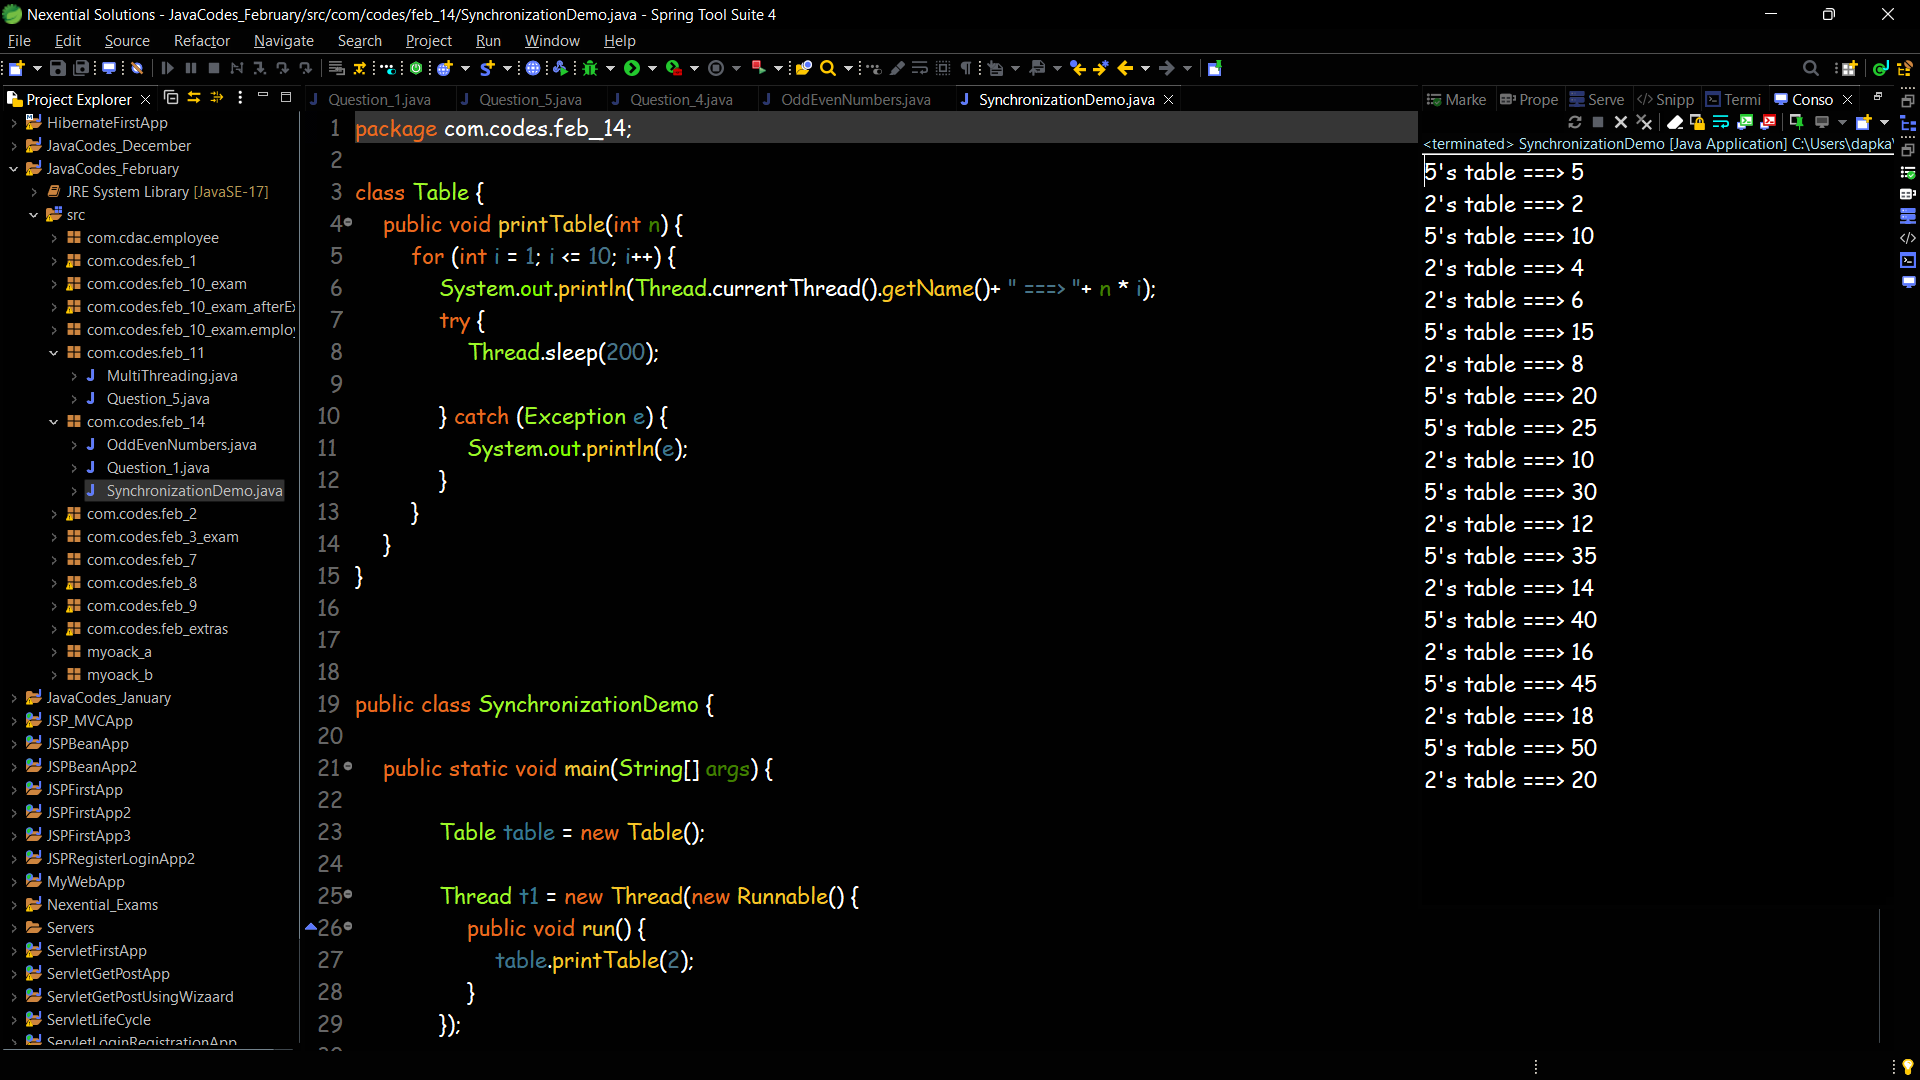 Nexential Solutions - JavaCodes_February/src/com/codes/feb_14/SynchronizationDemo.java - Spring Tool Suite 4
File Edit Source Refactor Navigate Search Project Run Window Help
Project Explorer
HibernateFirstApp
JavaCodes_December
JavaCodes_February
JRE System Library [JavaSE-17]
src
com.cdac.employee
com.codes.feb_1
com.codes.feb_10_exam
com.codes.feb_10_exam_afterEx
com.codes.feb_10_exam.employ
com.codes.feb_11
MultiThreading.java
Question_5.java
com.codes.feb_14
OddEvenNumbers.java
Question_1.java
SynchronizationDemo.java
com.codes.feb_2
com.codes.feb_3_exam
com.codes.feb_7
com.codes.feb_8
com.codes.feb_9
com.codes.feb_extras
myoack_a
myoack_b
JavaCodes_January
JSP_MVCApp
JSPBeanApp
JSPBeanApp2
JSPFirstApp
JSPFirstApp2
JSPFirstApp3
JSPRegisterLoginApp2
MyWebApp
Nexential_Exams
Servers
ServletFirstApp
ServletGetPostApp
ServletGetPostUsingWizaard
ServletLifeCycle
ServletLoginRegistrationApp
Question_1.java Question_5.java Question_4.java OddEvenNumbers.java SynchronizationDemo.java
1 package com.codes.feb_14;
2
3 class Table {
4 public void printTable(int n) {
5 for (int i = 1; i <= 10; i++) {
6 System.out.println(Thread.currentThread().getName()+ " ===> "+ n * i);
7 try {
8 Thread.sleep(200);
9
10 } catch (Exception e) {
11 System.out.println(e);
12 }
13 }
14 }
15 }
16
17
18
19 public class SynchronizationDemo {
20
21 public static void main(String[] args) {
22
23 Table table = new Table();
24
25 Thread t1 = new Thread(new Runnable() {
26 public void run() {
27 table.printTable(2);
28 }
29 });
Marke Prope Serve Snipp Termi Conso
<terminated> SynchronizationDemo [Java Application] C:\Users\dapka\
5's table ===> 5
2's table ===> 2
5's table ===> 10
2's table ===> 4
2's table ===> 6
5's table ===> 15
2's table ===> 8
5's table ===> 20
5's table ===> 25
2's table ===> 10
5's table ===> 30
2's table ===> 12
5's table ===> 35
2's table ===> 14
5's table ===> 40
2's table ===> 16
5's table ===> 45
2's table ===> 18
5's table ===> 50
2's table ===> 20